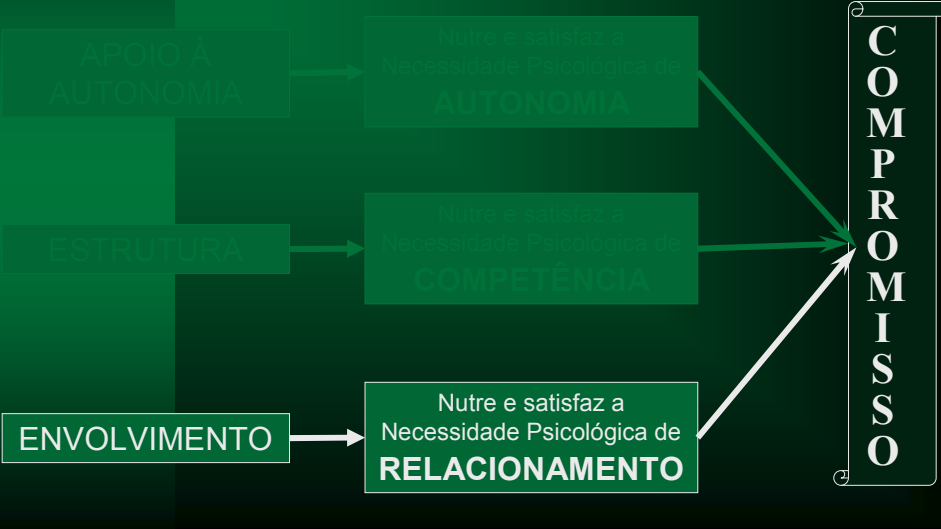 APOIO À
AUTONOMIA
Nutre e satisfaz a
Necessidade Psicológica de
AUTONOMIA
ESTRUTURA
Nutre e satisfaz a
Necessidade Psicológica de
COMPETÊNCIA
ENVOLVIMENTO
Nutre e satisfaz a
Necessidade Psicológica de
RELACIONAMENTO
COMPROMISSO